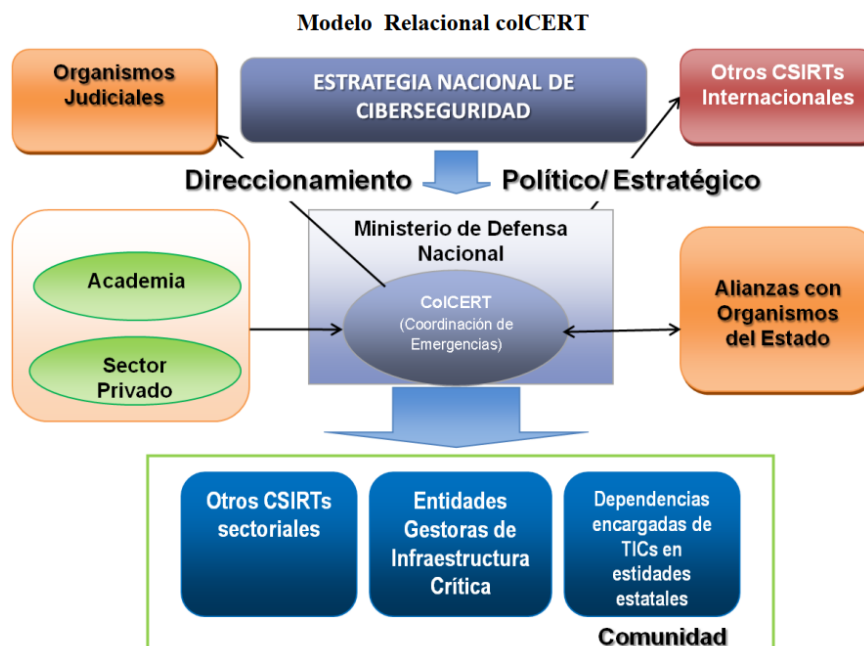 Modelo Relacional colCERT
Organismos
Judiciales
ESTRATEGIA NACIONAL DE
CIBERSEGURIDAD
Otros CSIRTs
Internacionales
Direccionamiento
Político/ Estratégico
Ministerio de Defensa
Nacional
Academia
Sector
Privado
ColCERT
(Coordinación de
Emergencias)
Alianzas con
Organismos
del Estado
Otros CSIRTs
sectoriales
Entidades
Gestoras de
Infraestructura
Crítica
Dependencias
encargadas de
TICs en
estidades
estatales
Comunidad